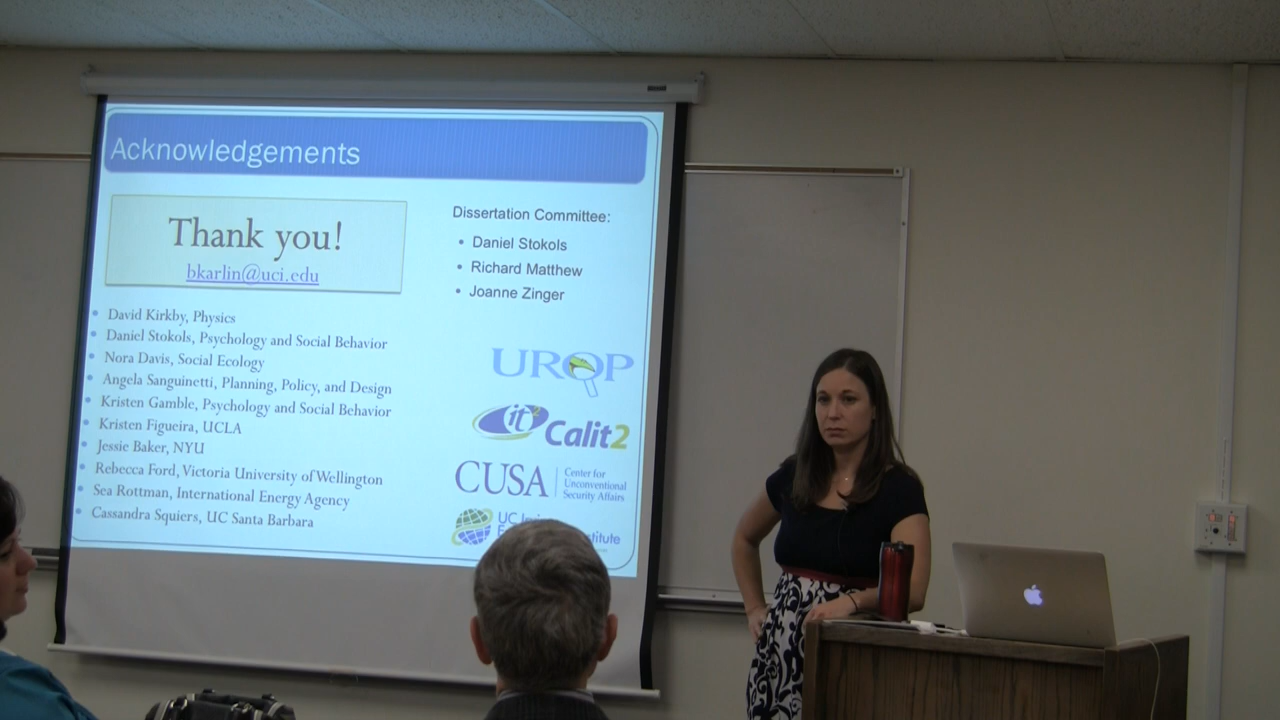 Acknowledgements
Thank you!
bkarlin@uci.edu
David Kirkby, Physics
Daniel Stokols, Psychology and Social Behavior
Nora Davis, Social Ecology
Angela Sanguinetti, Planning, Policy, and Design
Kristen Gamble, Psychology and Social Behavior
Kristen Figueira, UCLA
Jessie Baker, NYU
Rebecca Ford, Victoria University of Wellington
Sea Rottman, International Energy Agency
Cassandra Squiers, UC Santa Barbara
Dissertation Committee:
Daniel Stokols
Richard Matthew
Joanne Zinger
UROP
it2 Calit2
CUSA
Center for
Unconventional
Security Affairs
UC